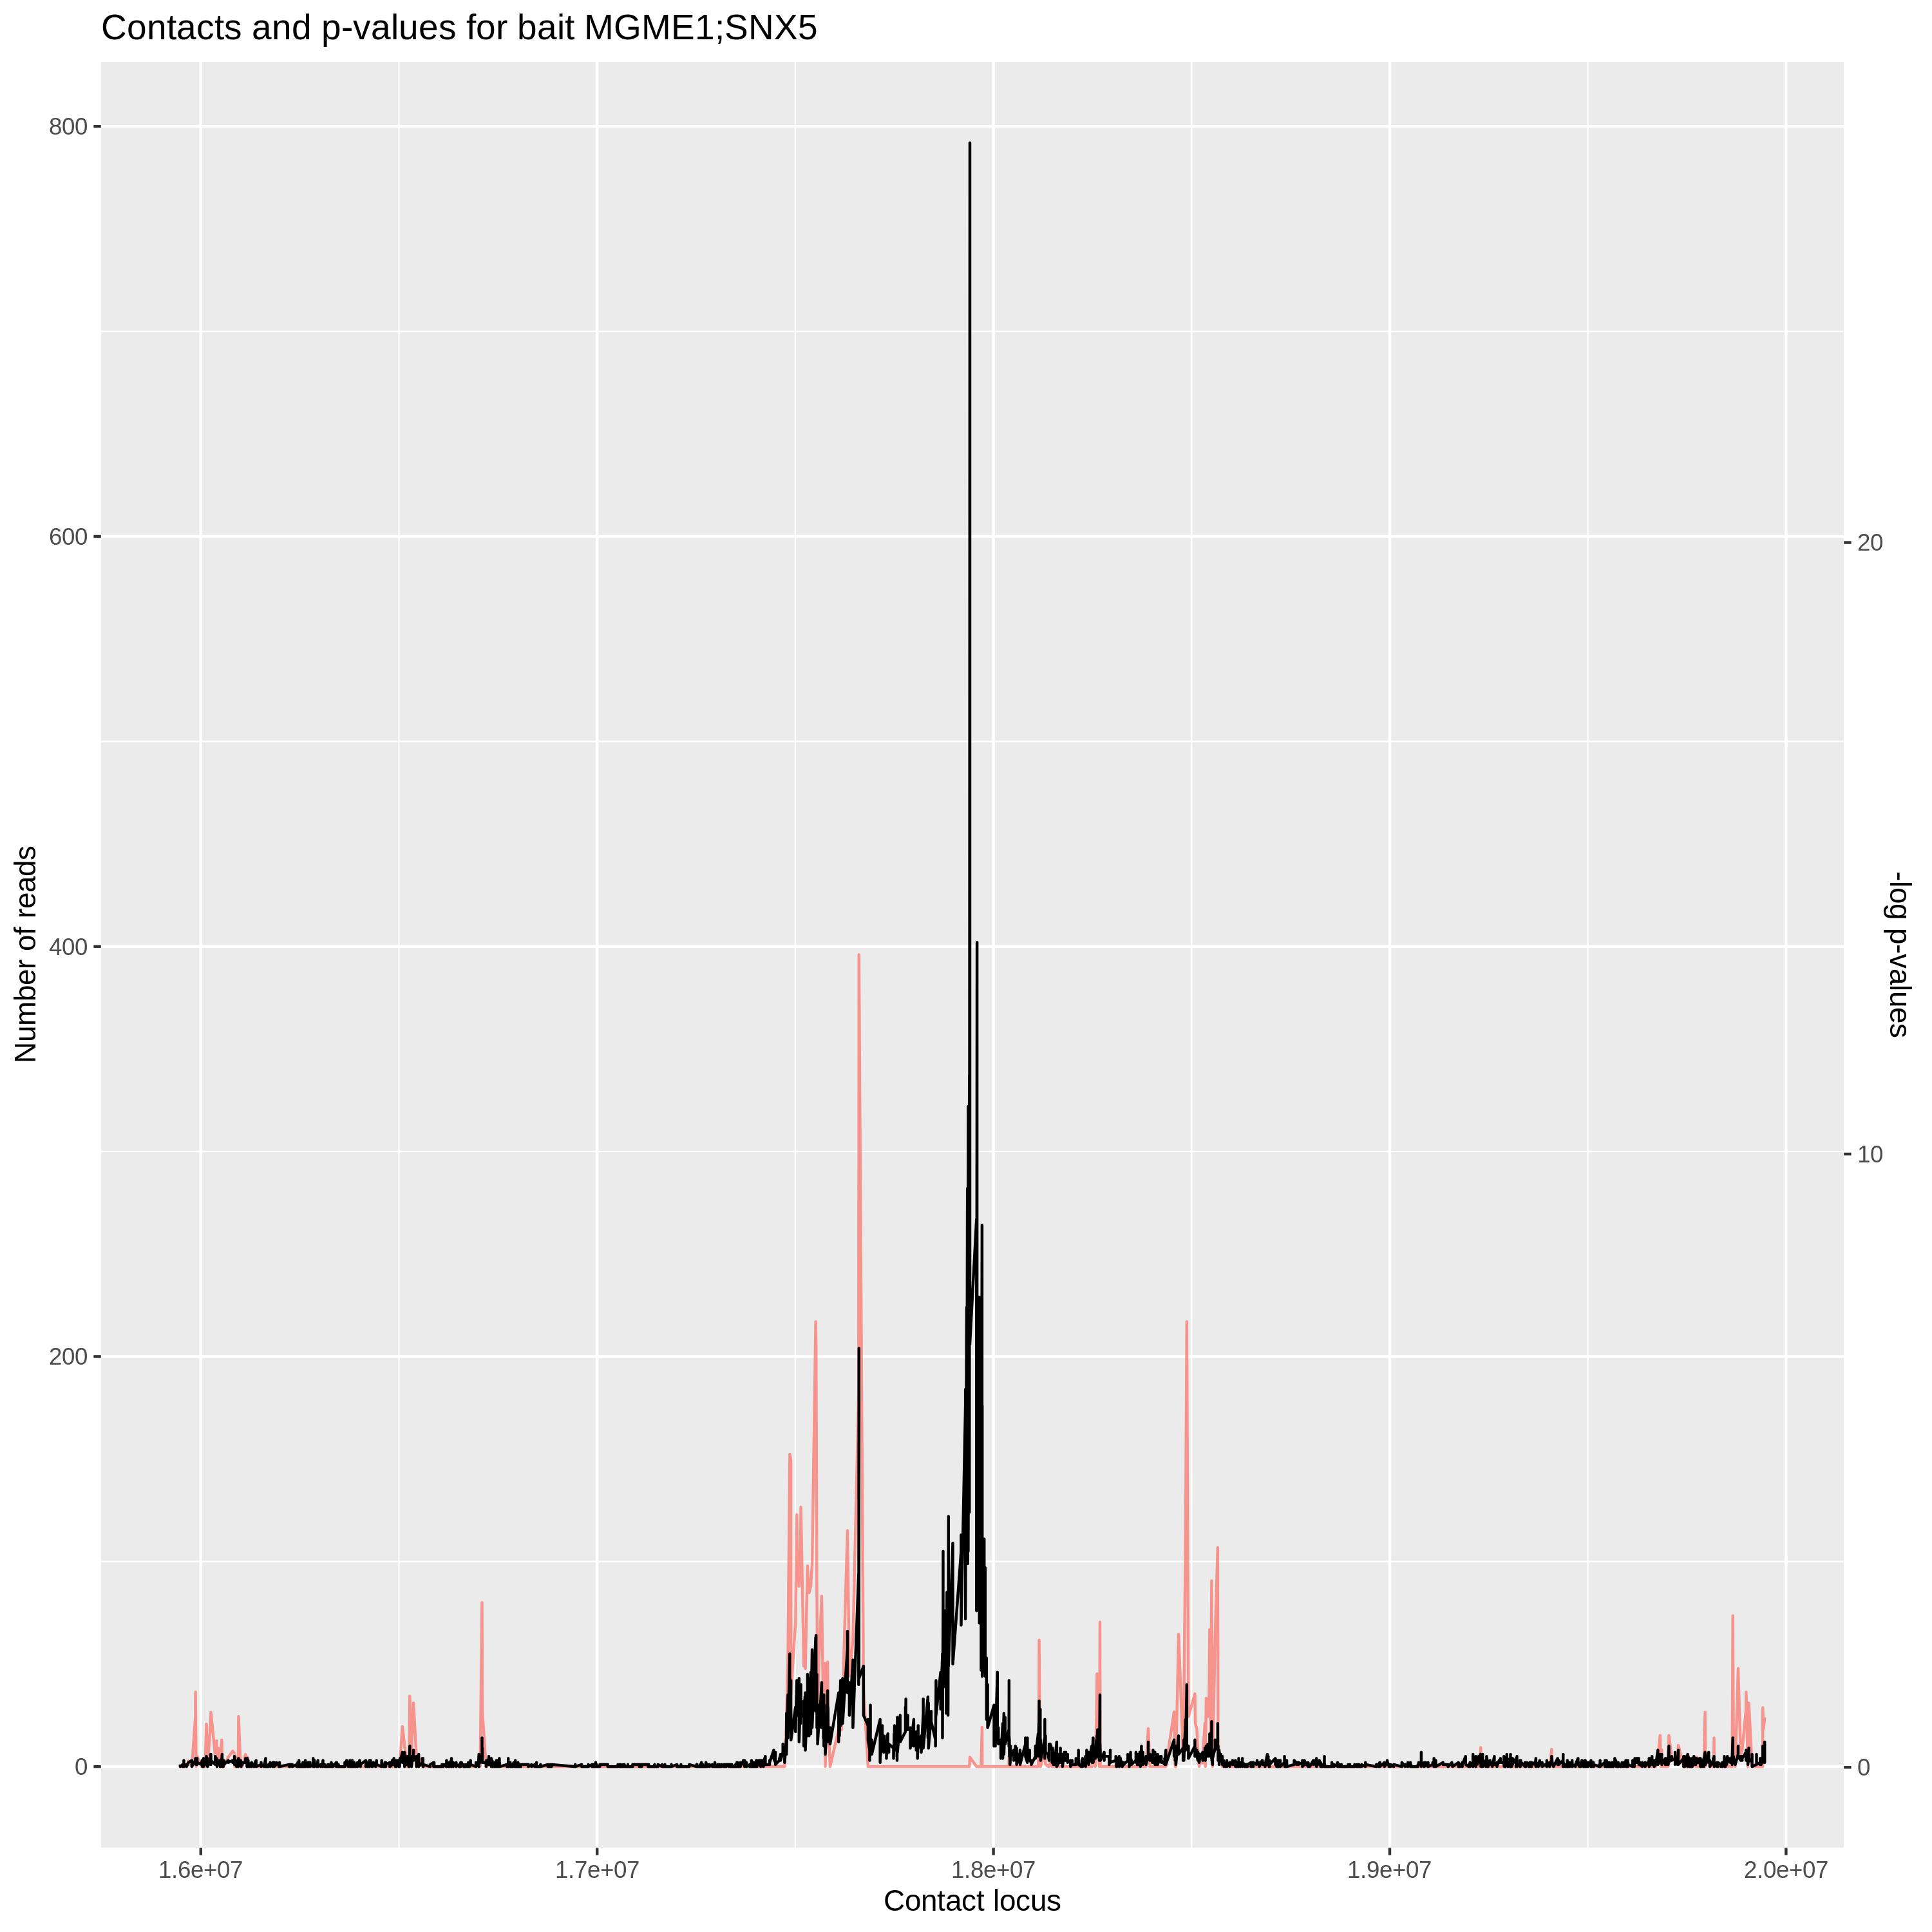 Contacts and p-values for bait MGME1;SNX5
800
600
400
200
0
Number of reads
20
10
0
-log p-values
1.6e+07
1.7e+07
1.8e+07
1.9e+07
2.0e+07
Contact locus